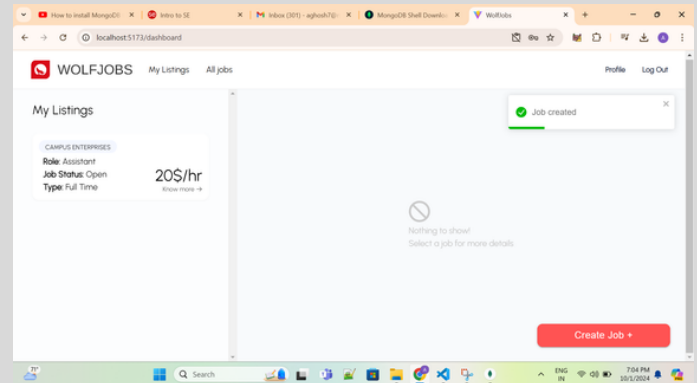 How to install MongoDB
Intro to SE
Inbox (301) - aghosh7@
MongoDB Shell Downloa
WolfJobs
localhost:5173/dashboard
WOLFJOBS
My Listings
All jobs
Profile
Log Out
My Listings
Job created
CAMPUS ENTERPRISES
Role: Assistant
Job Status: Open
Type: Full Time
20$/hr
Know more →
Nothing to show!
Select a job for more details.
Create Job +
71°
Search
ENG
IN
7:04 PM
10/1/2024